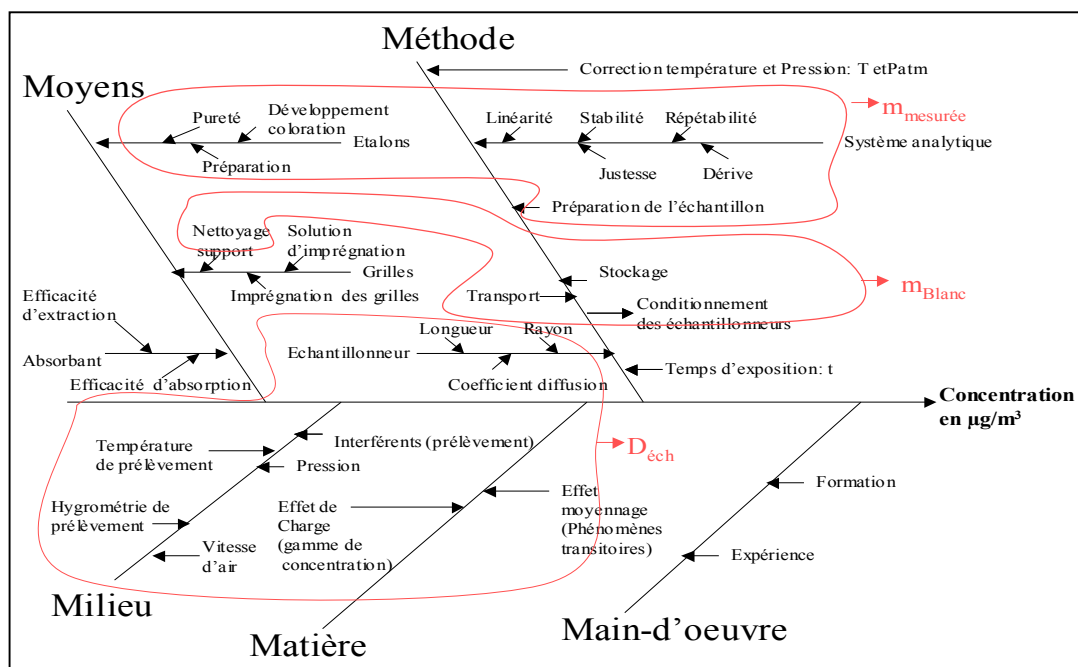 Méthode
Correction température et Pression: T etPatm
Moyens
m mesurée
Pureté
Développement
coloration
Etalons
Préparation
Linéarité
Stabilité
Répétabilité
Système analytique
Justesse
Dérive
Préparation de l’échantillon
Nettoyage
support
Solution
d’imprégnation
Grilles
Imprégnation des grilles
Stockage
Transport
m Blanc
Conditionnement
des échantillonneurs
Efficacité
d’extraction
Absorbant
Efficacité d’absorption
Longueur
Rayon
Echantillonneur
Coefficient diffusion
Temps d’exposition: t
Concentration
en µg/m³
Température
de prélèvement
Interférents (prélèvement)
Pression
D éch
Hygrométrie de
prélèvement
Vitesse
d’air
Effet de
Charge
(gamme de
concentration)
Effet
moyennage
(Phénomènes
transitoires)
Formation
Expérience
Milieu
Matière
Main-d’oeuvre